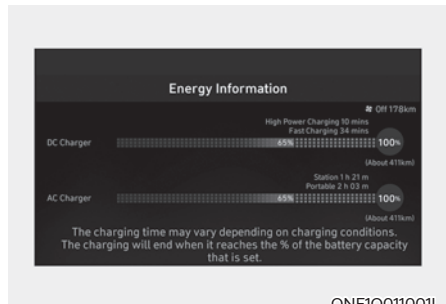 Energy Information
Off 178km
High Power Charging 10 mins
Fast Charging 34 mins
DC Charger 65% 100%
(About 411km)
Station 1 h 21 m
Portable 2 h 03 m
AC Charger 65% 100%
(About 411km)
The charging time may vary depending on charging conditions.
The charging will end when it reaches the % of the battery capacity
that is set.